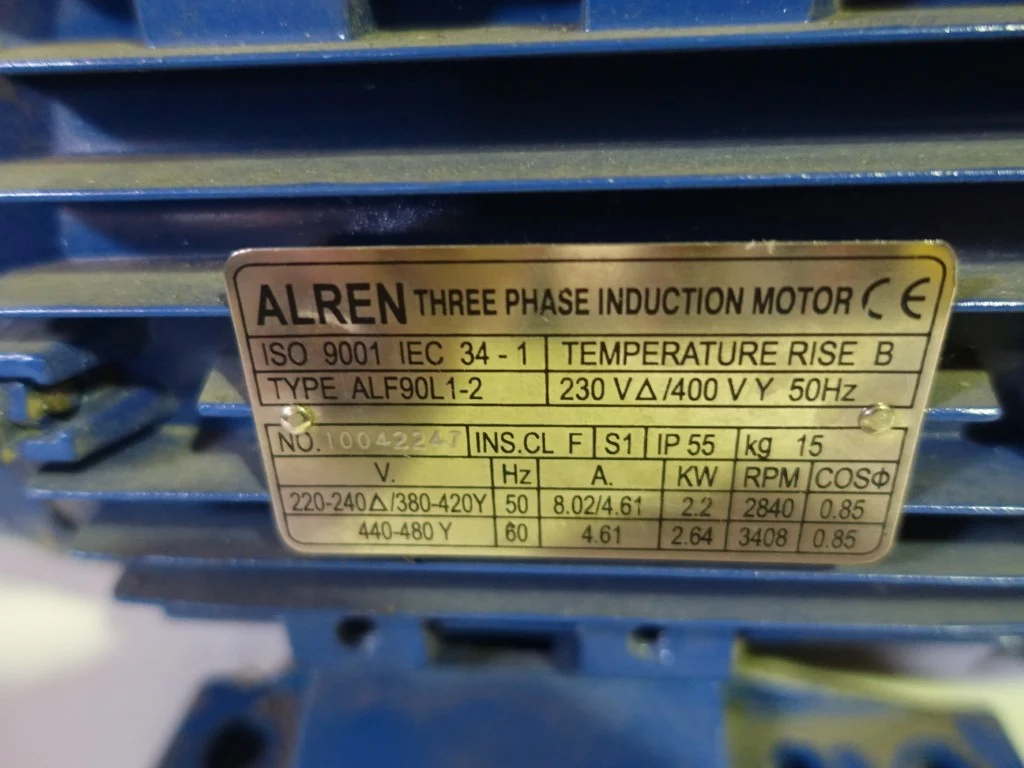 ALREN THREE PHASE INDUCTION MOTOR CE
ISO 9001 IEC 34-1 TEMPERATURE RISE B
TYPE ALF90L1-2 230 V△/400 V Y 50Hz
NO. 10042247 INS.CL F S1 IP 55 kg 15
V. Hz A. KW RPM COSΦ
220-240△/380-420Y 50 8.02/4.61 2.2 2840 0.85
440-480 Y 60 4.61 2.64 3408 0.85